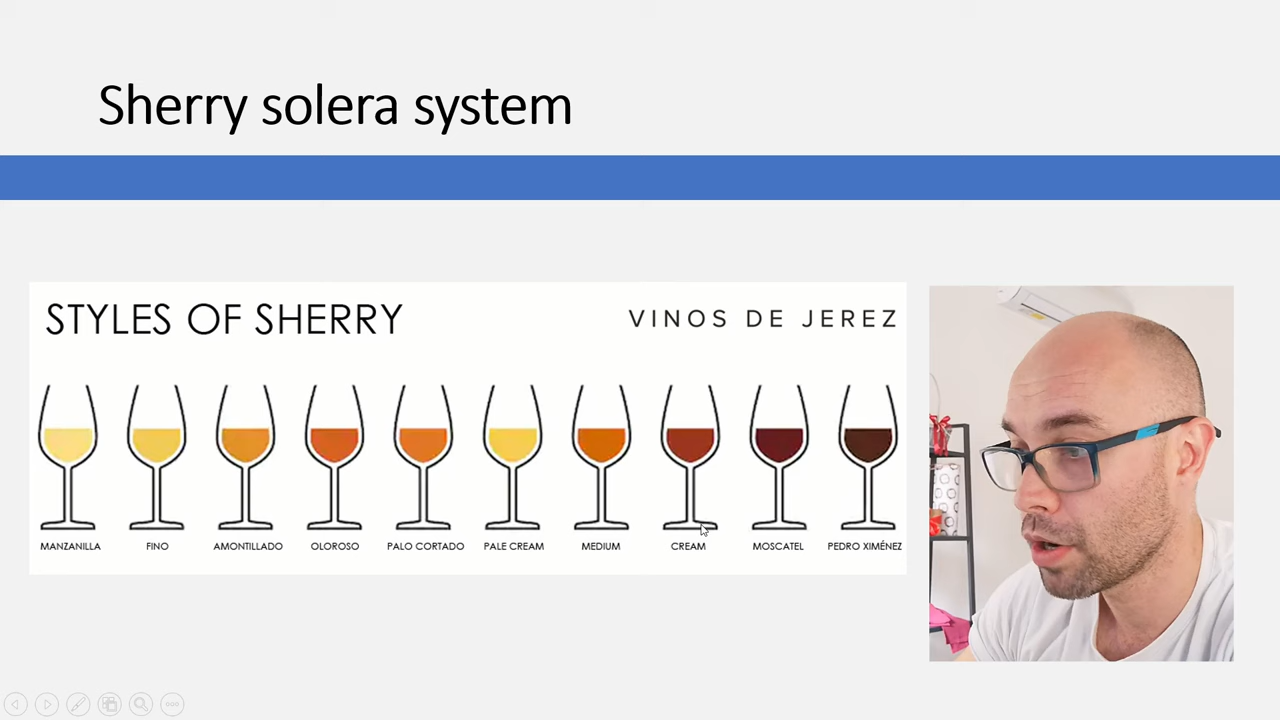 Sherry solera system
STYLES OF SHERRY
VINOS DE JEREZ
MANZANILLA
FINO
AMONTILLADO
OLOROSO
PALO CORTADO
PALE CREAM
MEDIUM
CREAM
MOSCATEL
PEDRO XIMÉNEZ